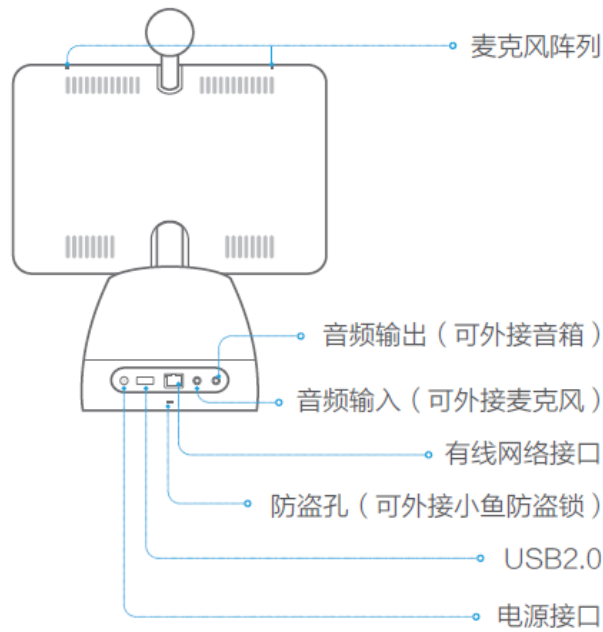 麦克风阵列
音频输出（可外接音箱）
音频输入（可外接麦克风）
有线网络接口
防盗孔（可外接小鱼防盗锁）
USB2.0
电源接口